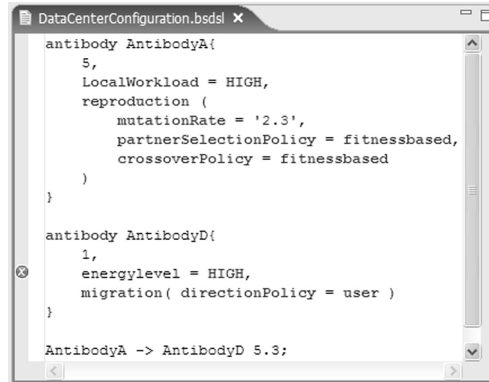 DataCenterConfiguration.bsdsl
antibody AntibodyA{
5,
LocalWorkload = HIGH,
reproduction (
mutationRate = '2.3',
partnerSelectionPolicy = fitnessbased,
crossoverPolicy = fitnessbased
)
}
antibody AntibodyD{
1,
energylevel = HIGH,
migration( directionPolicy = user )
}
AntibodyA -> AntibodyD 5.3;